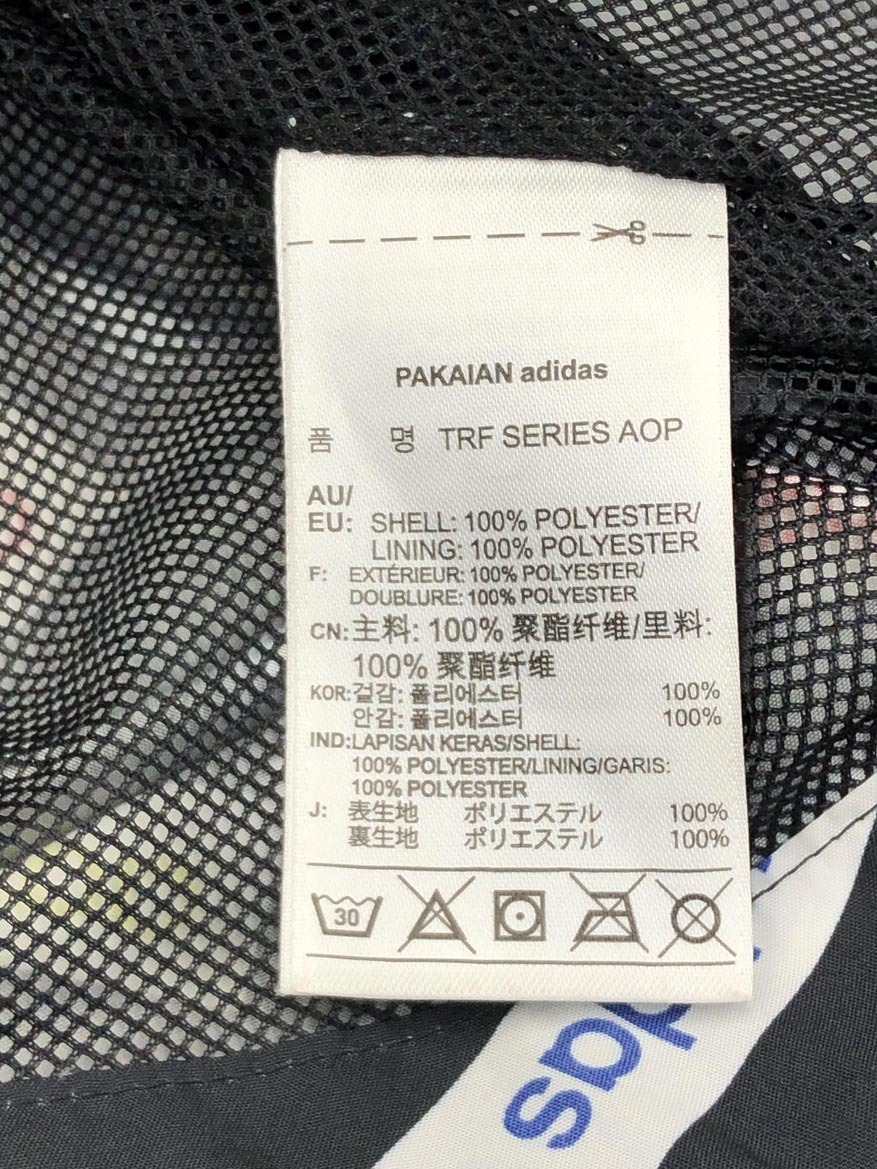 PAKAIAN adidas
품 명 TRF SERIES AOP
AU/
EU: SHELL: 100% POLYESTER/
LINING: 100% POLYESTER
F: EXTÉRIEUR: 100% POLYESTER/
DOUBLURE: 100% POLYESTER
CN: 主料: 100% 聚酯纤维/里料:
100% 聚酯纤维
KOR: 겉감: 폴리에스터 100%
안감: 폴리에스터 100%
IND: LAPISAN KERAS/SHELL:
100% POLYESTER/LINING/GARIS:
100% POLYESTER
J: 表生地 ポリエステル 100%
裏生地 ポリエステル 100%
30